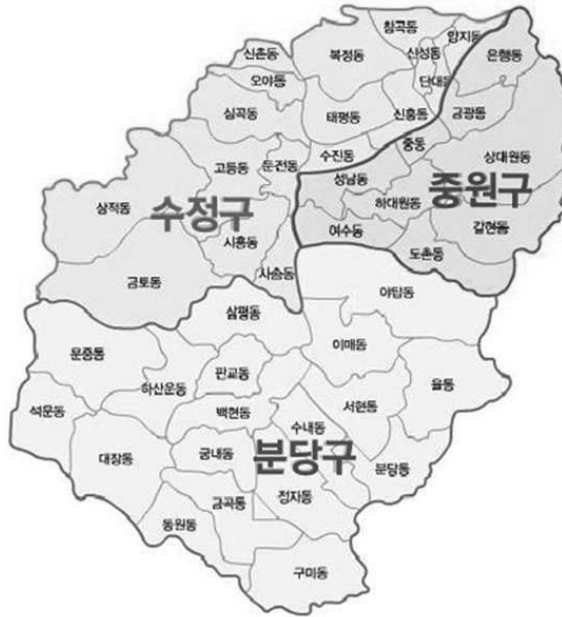 창곡동
양지동
신촌동
복정동
산성동
은행동
오야동
단대동
심곡동
태평동
신흥동
금광동
중동
수진동
고등동
둔전동
상대원동
성남동
중원구
상적동
수정구
하대원동
시흥동
여수동
갈현동
도촌동
사송동
금토동
야탑동
삼평동
문중통
이매동
판교동
율동
하산운동
석문동
백현동
서현동
수내동
대장동
궁내동
분당구
분당동
정자동
금곡통
동원동
구미동